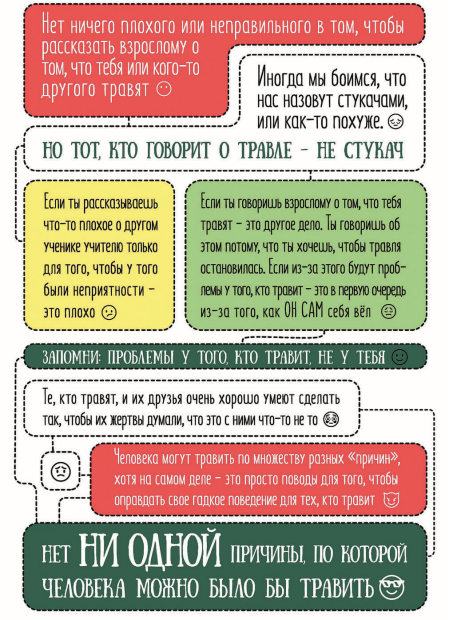 Нет ничего плохого или неправильного в том, чтобы
рассказать взрослому о
том, что тебя или кого-то
другого травят
Иногда мы боимся, что
нас назовут стукачами,
или как-то похуже.
НО ТОТ, КТО ГОВОРИТ О ТРАВЛЕ – НЕ СТУКАЧ
Если ты рассказываешь
что-то плохое о другом
ученике учителю только
для того, чтобы у того
были неприятности –
это плохо
Если ты говоришь взрослому о том, что тебя
травят – это другое дело. Ты говоришь об
этом потому, что ты хочешь, чтобы травля
остановилась. Если из-за этого будут проб-
лемы у того, кто травит – это в первую очередь
из-за того, как ОН САМ себя вёл
ЗАПОМНИ: ПРОБЛЕМЫ У ТОГО, КТО ТРАВИТ, НЕ У ТЕБЯ
Те, кто травят, и их друзья очень хорошо умеют сделать
так, чтобы их жертвы думали, что это с ними что-то не то
Человека могут травить по множеству разных «причин»,
хотя на самом деле – это просто поводы для того, чтобы
оправдать свое гадкое поведение для тех, кто травит
НЕТ НИ ОДНОЙ ПРИЧИНЫ, ПО КОТОРОЙ
ЧЕЛОВЕКА МОЖНО БЫЛО БЫ ТРАВИТЬ